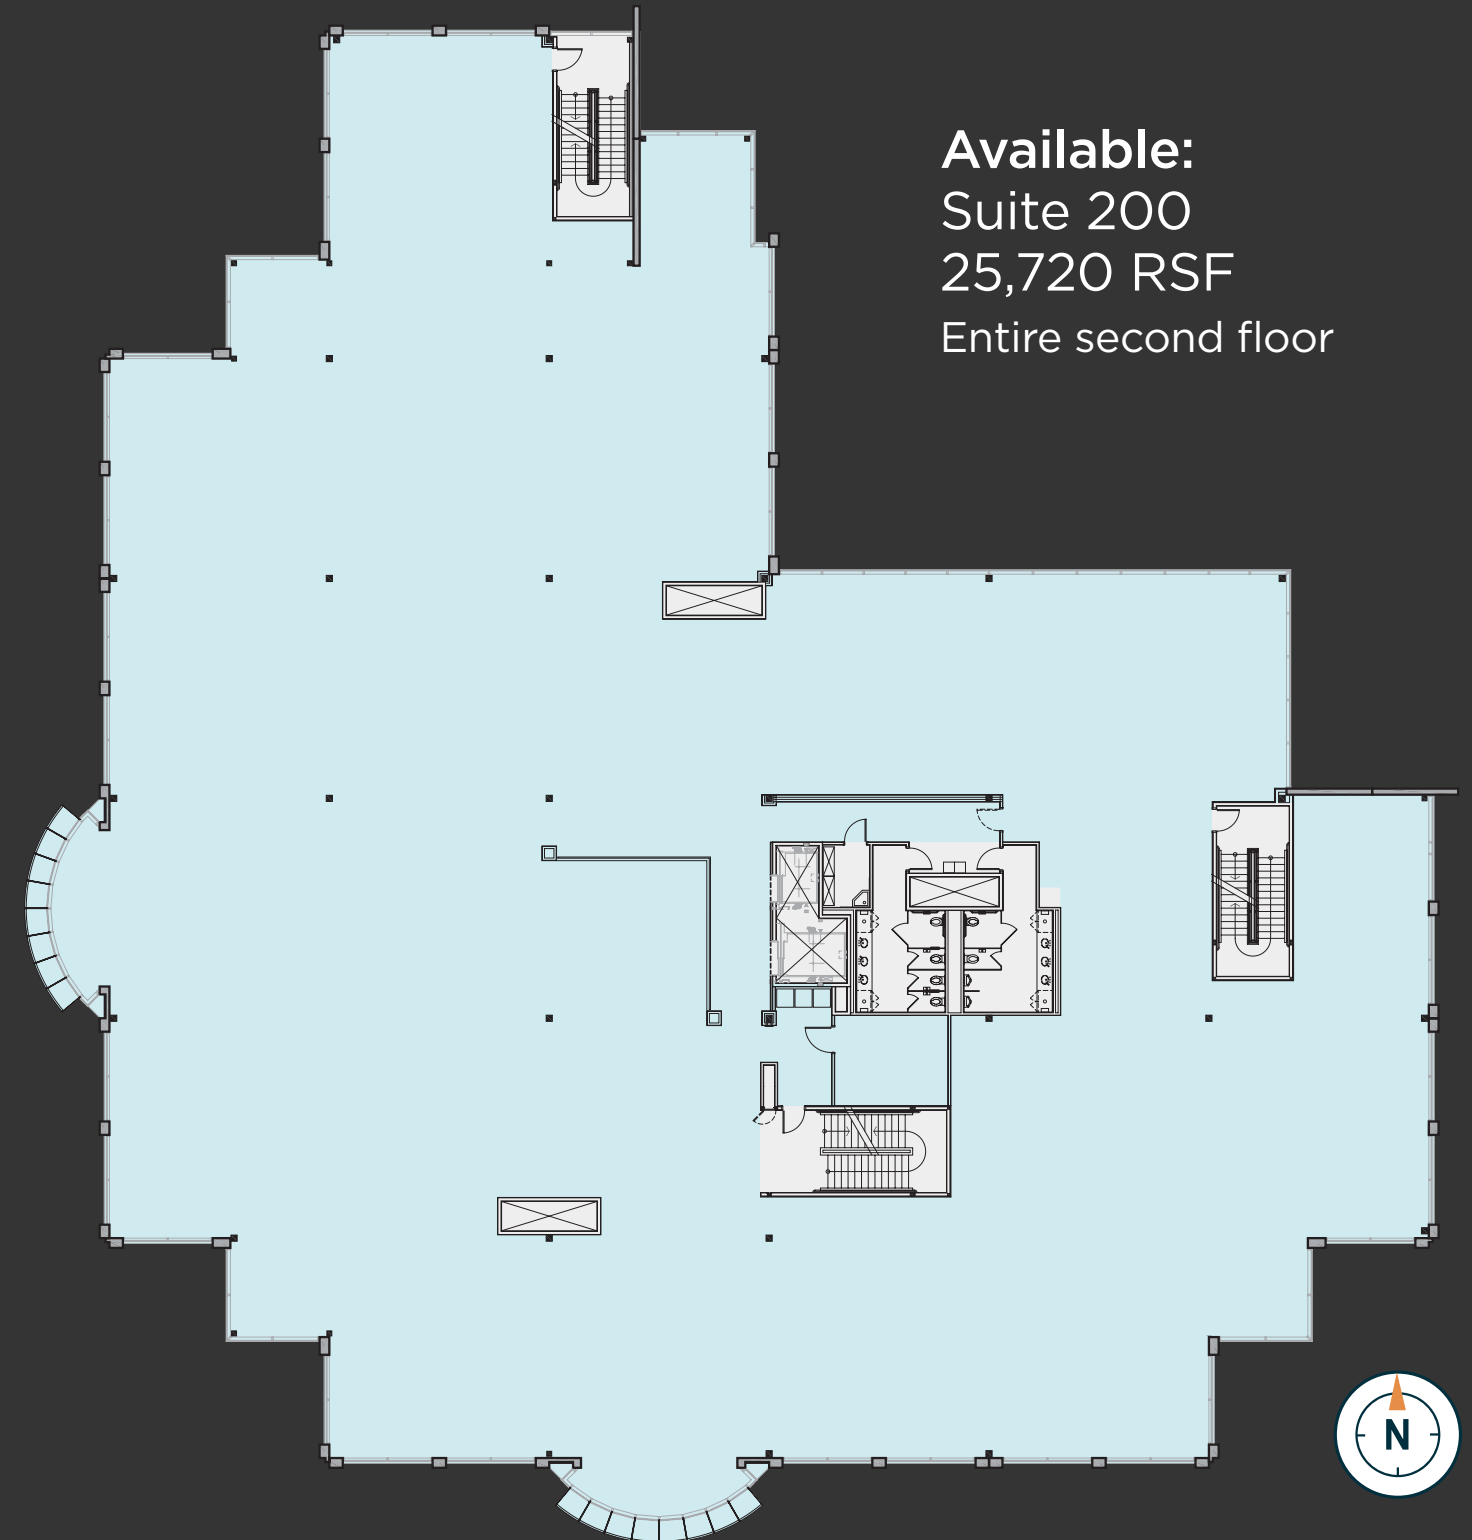 Available:
Suite 200
25,720 RSF
Entire second floor
N